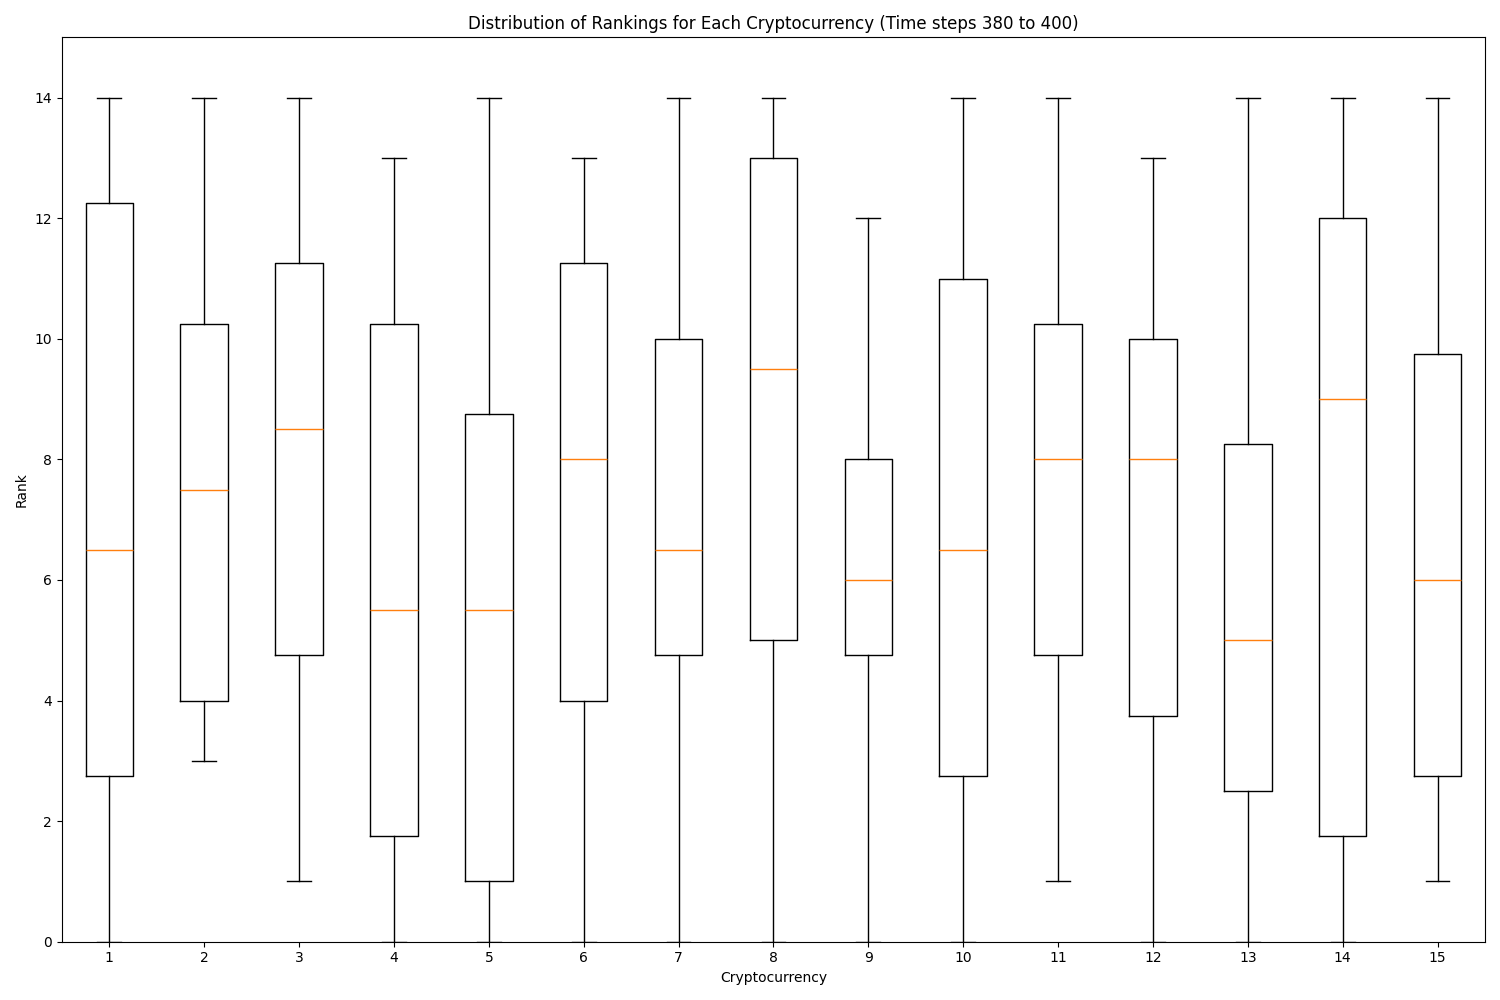 Distribution of Rankings for Each Cryptocurrency (Time steps 380 to 400)
14
12
10
8
6
4
2
0
Rank
1 2 3 4 5 6 7 8 9 10 11 12 13 14 15
Cryptocurrency